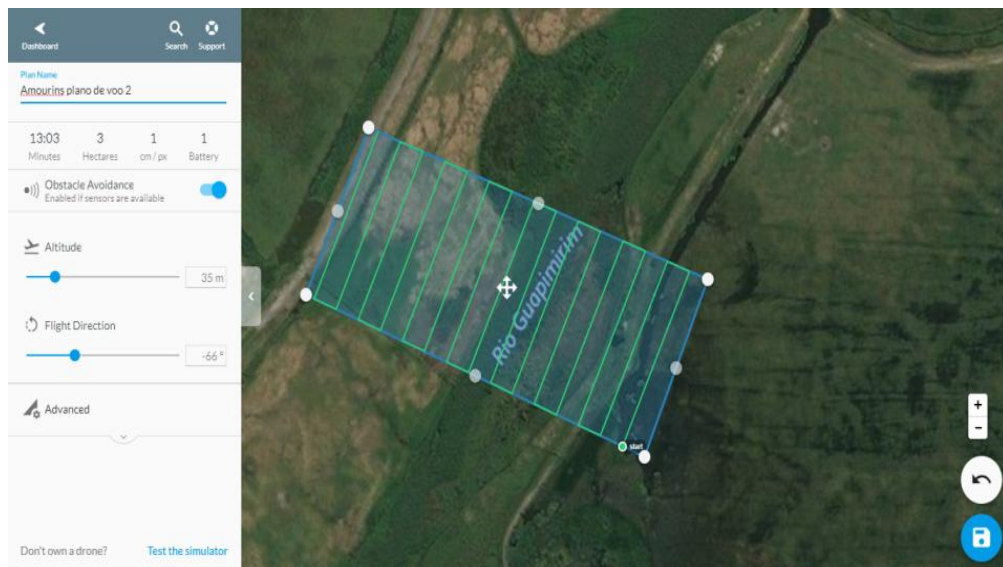 Dashboard
Search
Support
Plan Name
Amourins plano de voo 2
13:03
3
1
1
Minutes
Hectares
cm / px
Battery
Obstacle Avoidance
Enabled if sensors are available
Altitude
35 m
Flight Direction
-66 °
Advanced
Don't own a drone?
Test the simulator
Rio Guapimirim
start
+
-